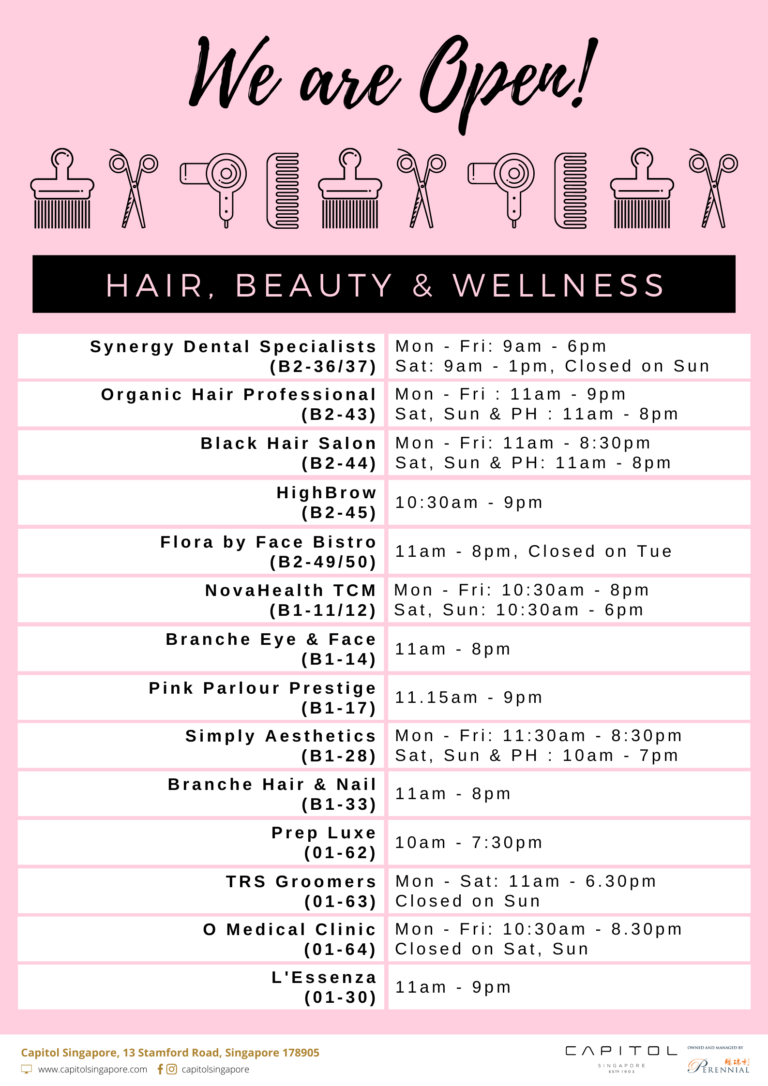 We are Open!
HAIR, BEAUTY & WELLNESS
Synergy Dental Specialists
(B2-36/37)
Mon - Fri: 9am - 6pm
Sat: 9am - 1pm, Closed on Sun
Organic Hair Professional
(B2-43)
Mon - Fri : 11am - 9pm
Sat, Sun & PH : 11am - 8pm
Black Hair Salon
(B2-44)
Mon - Fri: 11am - 8:30pm
Sat, Sun & PH: 11am - 8pm
HighBrow
(B2-45)
10:30am - 9pm
Flora by Face Bistro
(B2-49/50)
11am - 8pm, Closed on Tue
NovaHealth TCM
(B1-11/12)
Mon - Fri: 10:30am - 8pm
Sat, Sun: 10:30am - 6pm
Branche Eye & Face
(B1-14)
11am - 8pm
Pink Parlour Prestige
(B1-17)
11.15am - 9pm
Simply Aesthetics
(B1-28)
Mon - Fri: 11:30am - 8:30pm
Sat, Sun & PH : 10am - 7pm
Branche Hair & Nail
(B1-33)
11am - 8pm
Prep Luxe
(01-62)
10am - 7:30pm
TRS Groomers
(01-63)
Mon - Sat: 11am - 6.30pm
Closed on Sun
O Medical Clinic
(01-64)
Mon - Fri: 10:30am - 8.30pm
Closed on Sat, Sun
L'Essenza
(01-30)
11am - 9pm
Capitol Singapore, 13 Stamford Road, Singapore 178905
www.capitolsingapore.com capitolsingapore
CAPITOL
SINGAPORE
ESTD 1903
OWNED AND MANAGED BY
PERENNIAL